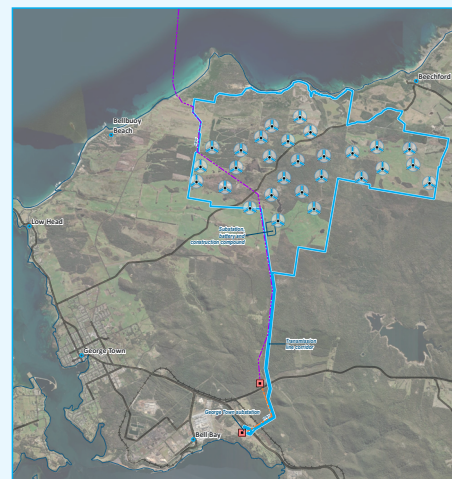 Beechford
Bellbuoy
Beach
Low Head
Substation
battery and
construction compound
Transmission
line corridor
George Town
George Town substation
Bell Bay